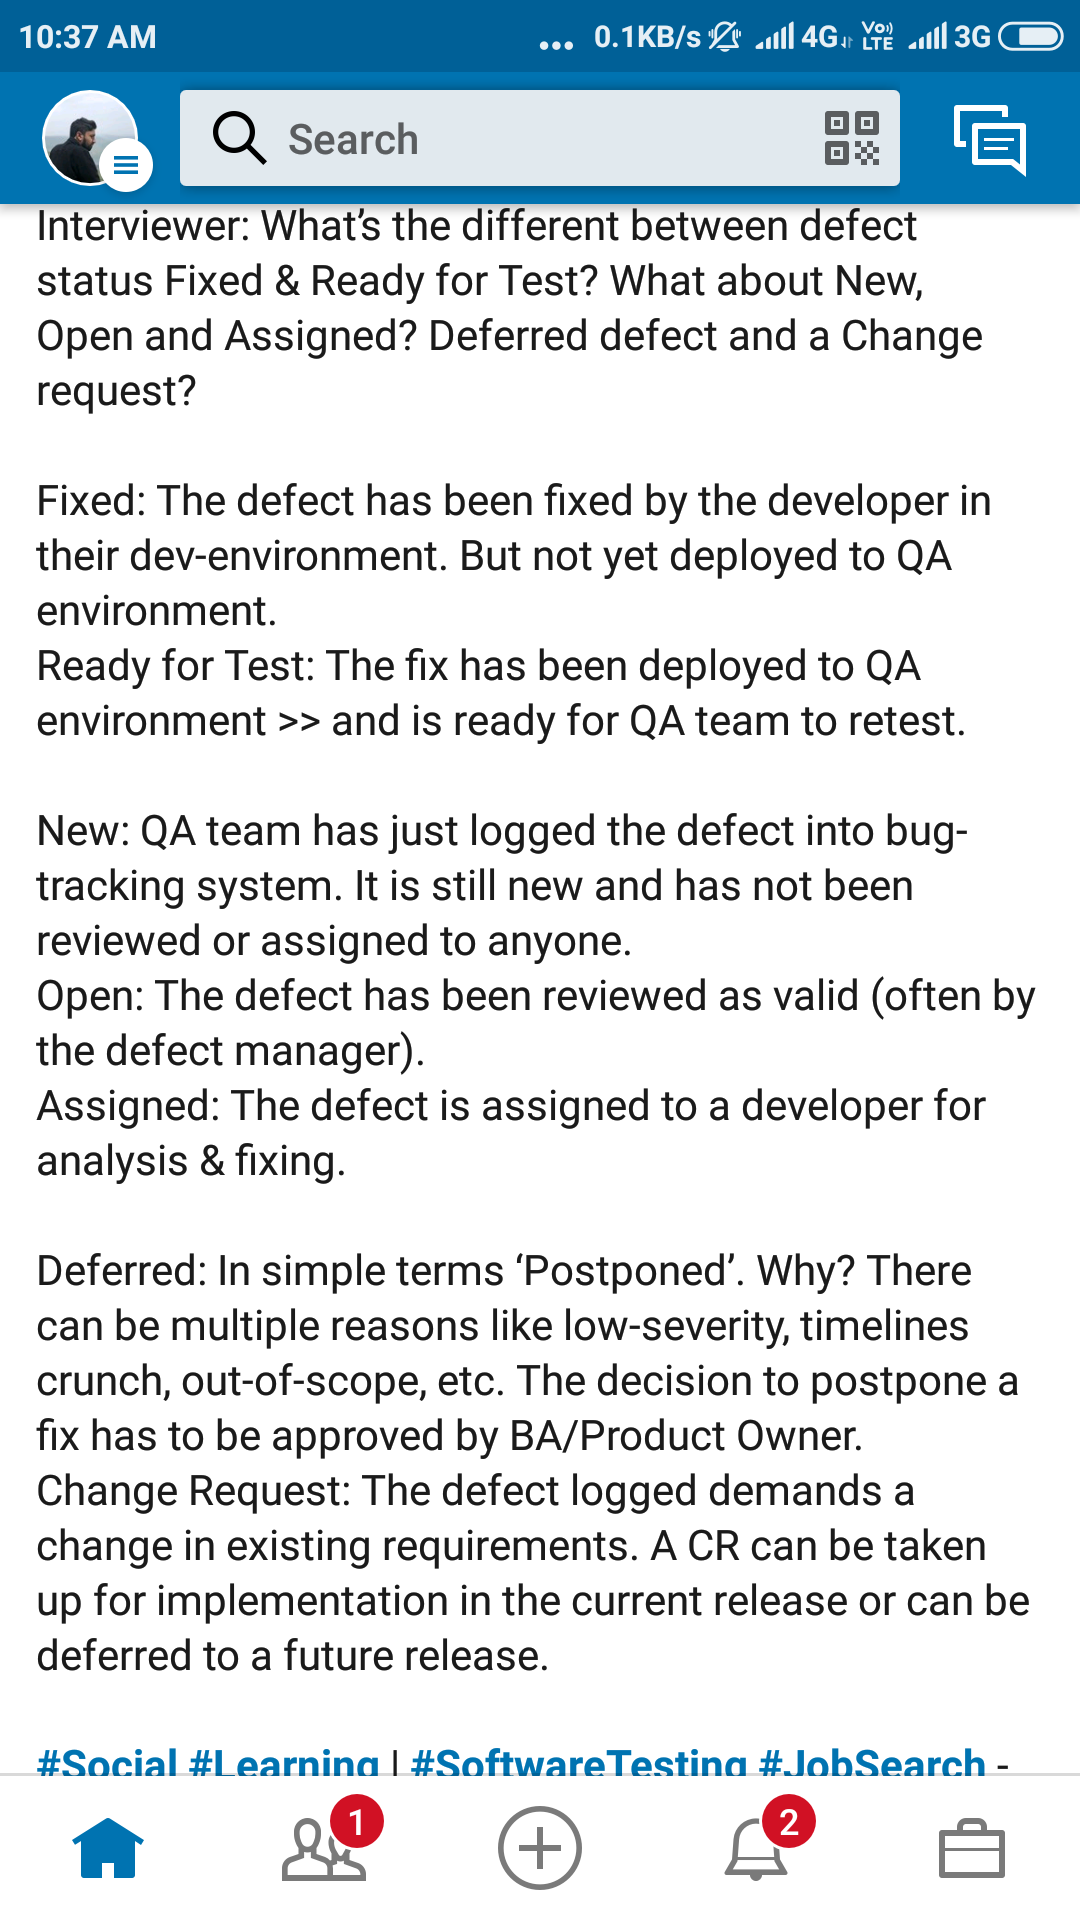 10:37 AM
... 0.1KB/s 4G VoLTE 3G
Search
Interviewer: What's the different between defect
status Fixed & Ready for Test? What about New,
Open and Assigned? Deferred defect and a Change
request?
Fixed: The defect has been fixed by the developer in
their dev-environment. But not yet deployed to QA
environment.
Ready for Test: The fix has been deployed to QA
environment >> and is ready for QA team to retest.
New: QA team has just logged the defect into bug-
tracking system. It is still new and has not been
reviewed or assigned to anyone.
Open: The defect has been reviewed as valid (often by
the defect manager).
Assigned: The defect is assigned to a developer for
analysis & fixing.
Deferred: In simple terms ‘Postponed’. Why? There
can be multiple reasons like low-severity, timelines
crunch, out-of-scope, etc. The decision to postpone a
fix has to be approved by BA/Product Owner.
Change Request: The defect logged demands a
change in existing requirements. A CR can be taken
up for implementation in the current release or can be
deferred to a future release.
#Social #Learning | #SoftwareTesting #JobSearch -
1
2